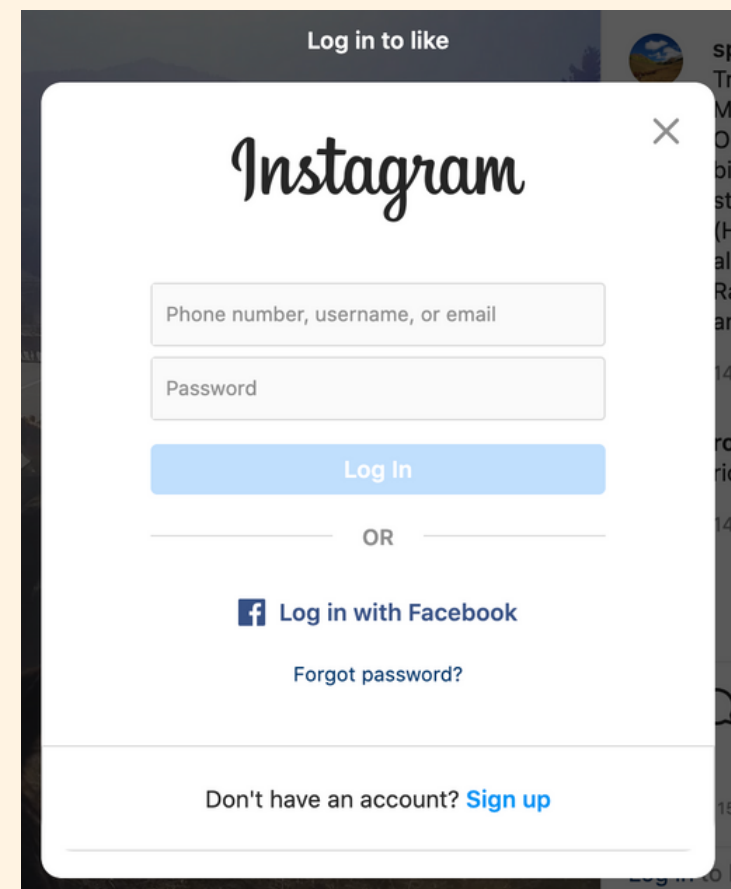 Log in to like
Instagram
Phone number, username, or email
Password
Log In
OR
Log in with Facebook
Forgot password?
Don't have an account? Sign up